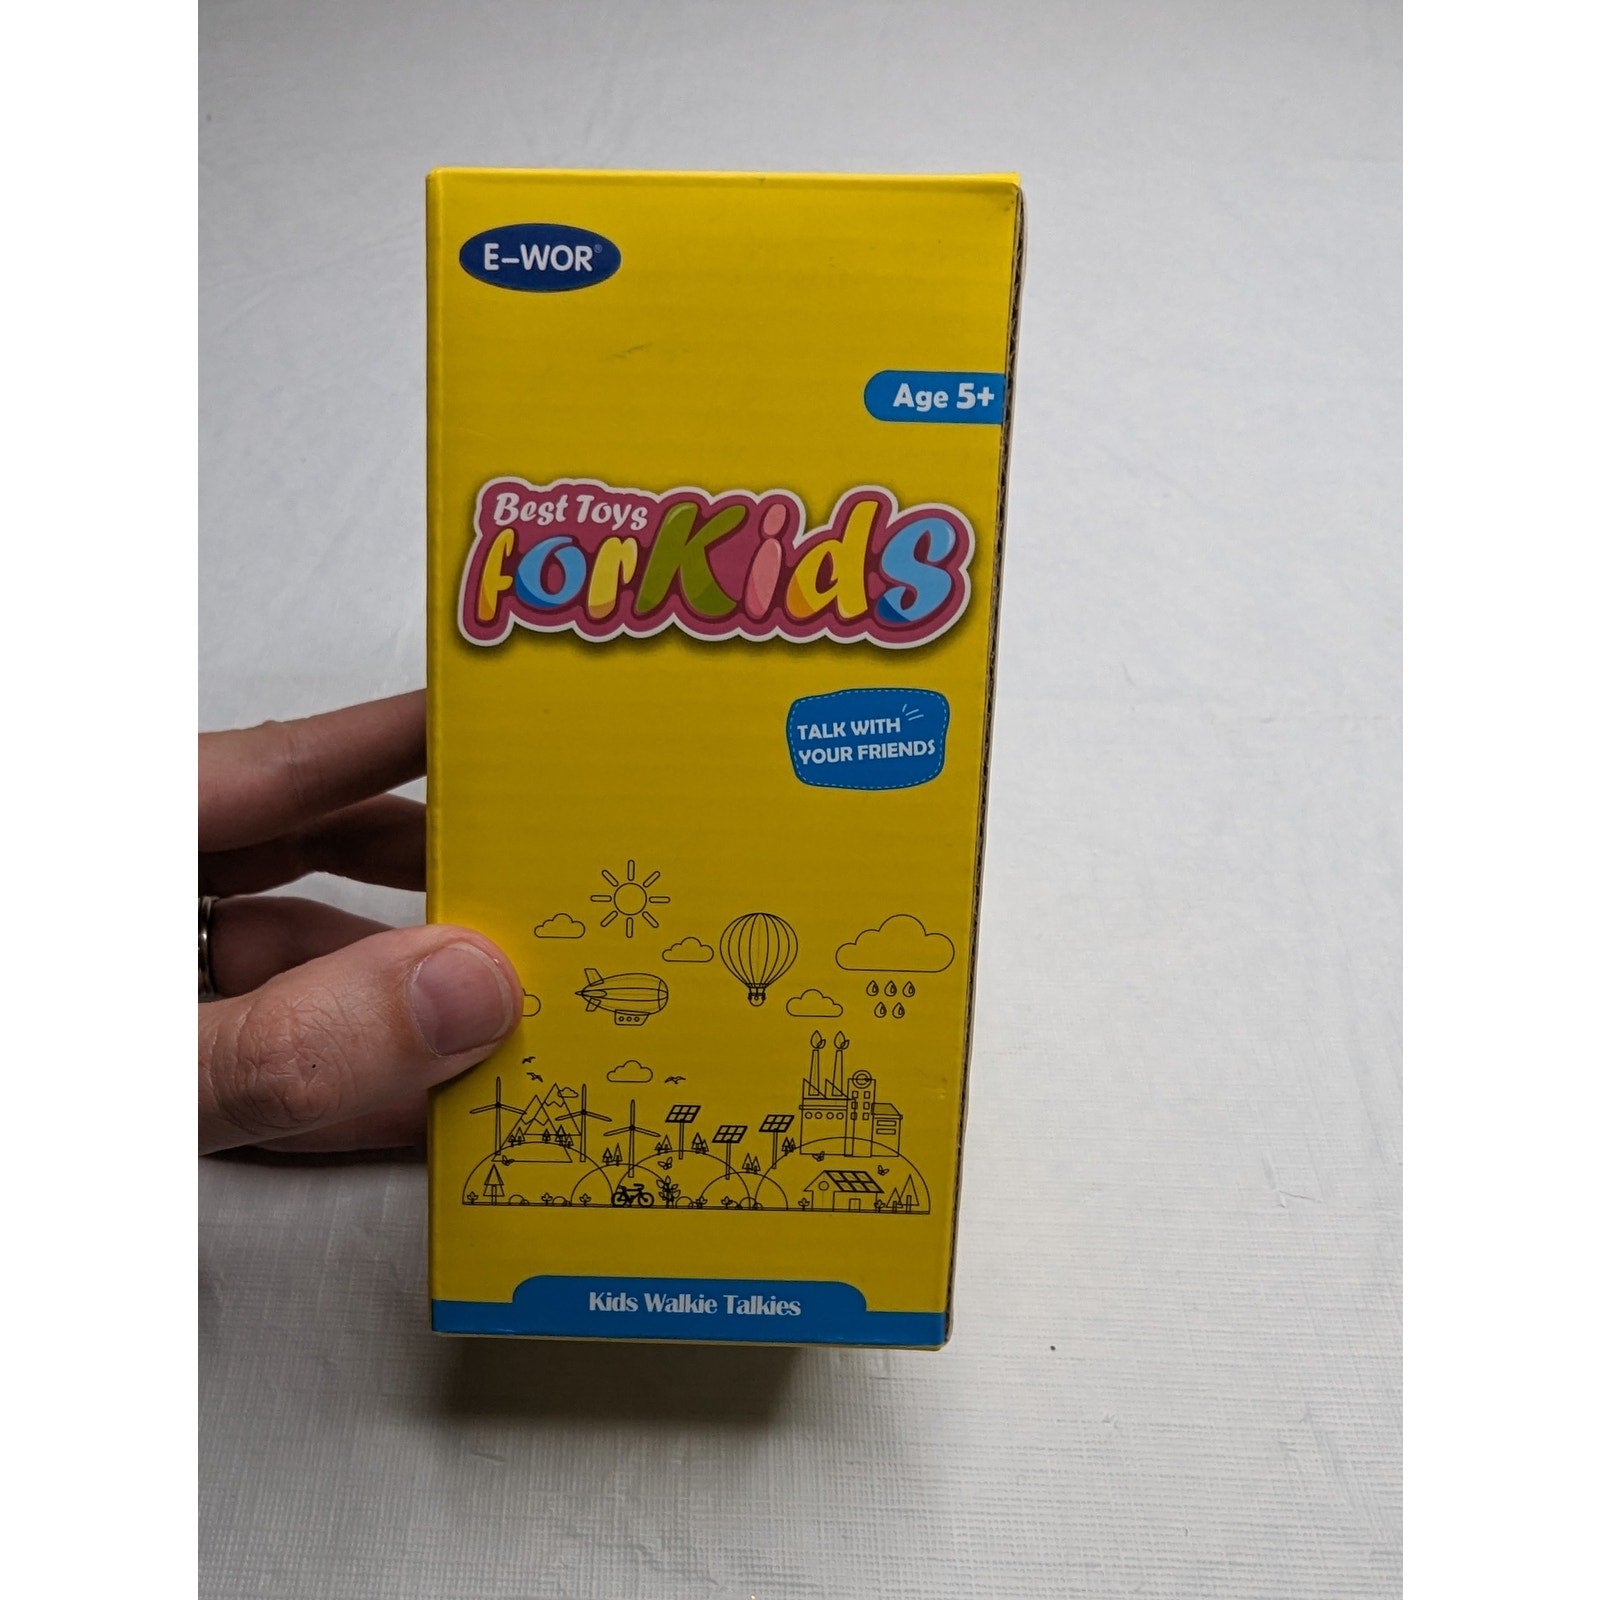 E-WOR®
Age 5+
Best Toys
forKids
TALK WITH
YOUR FRIENDS
Kids Walkie Talkies